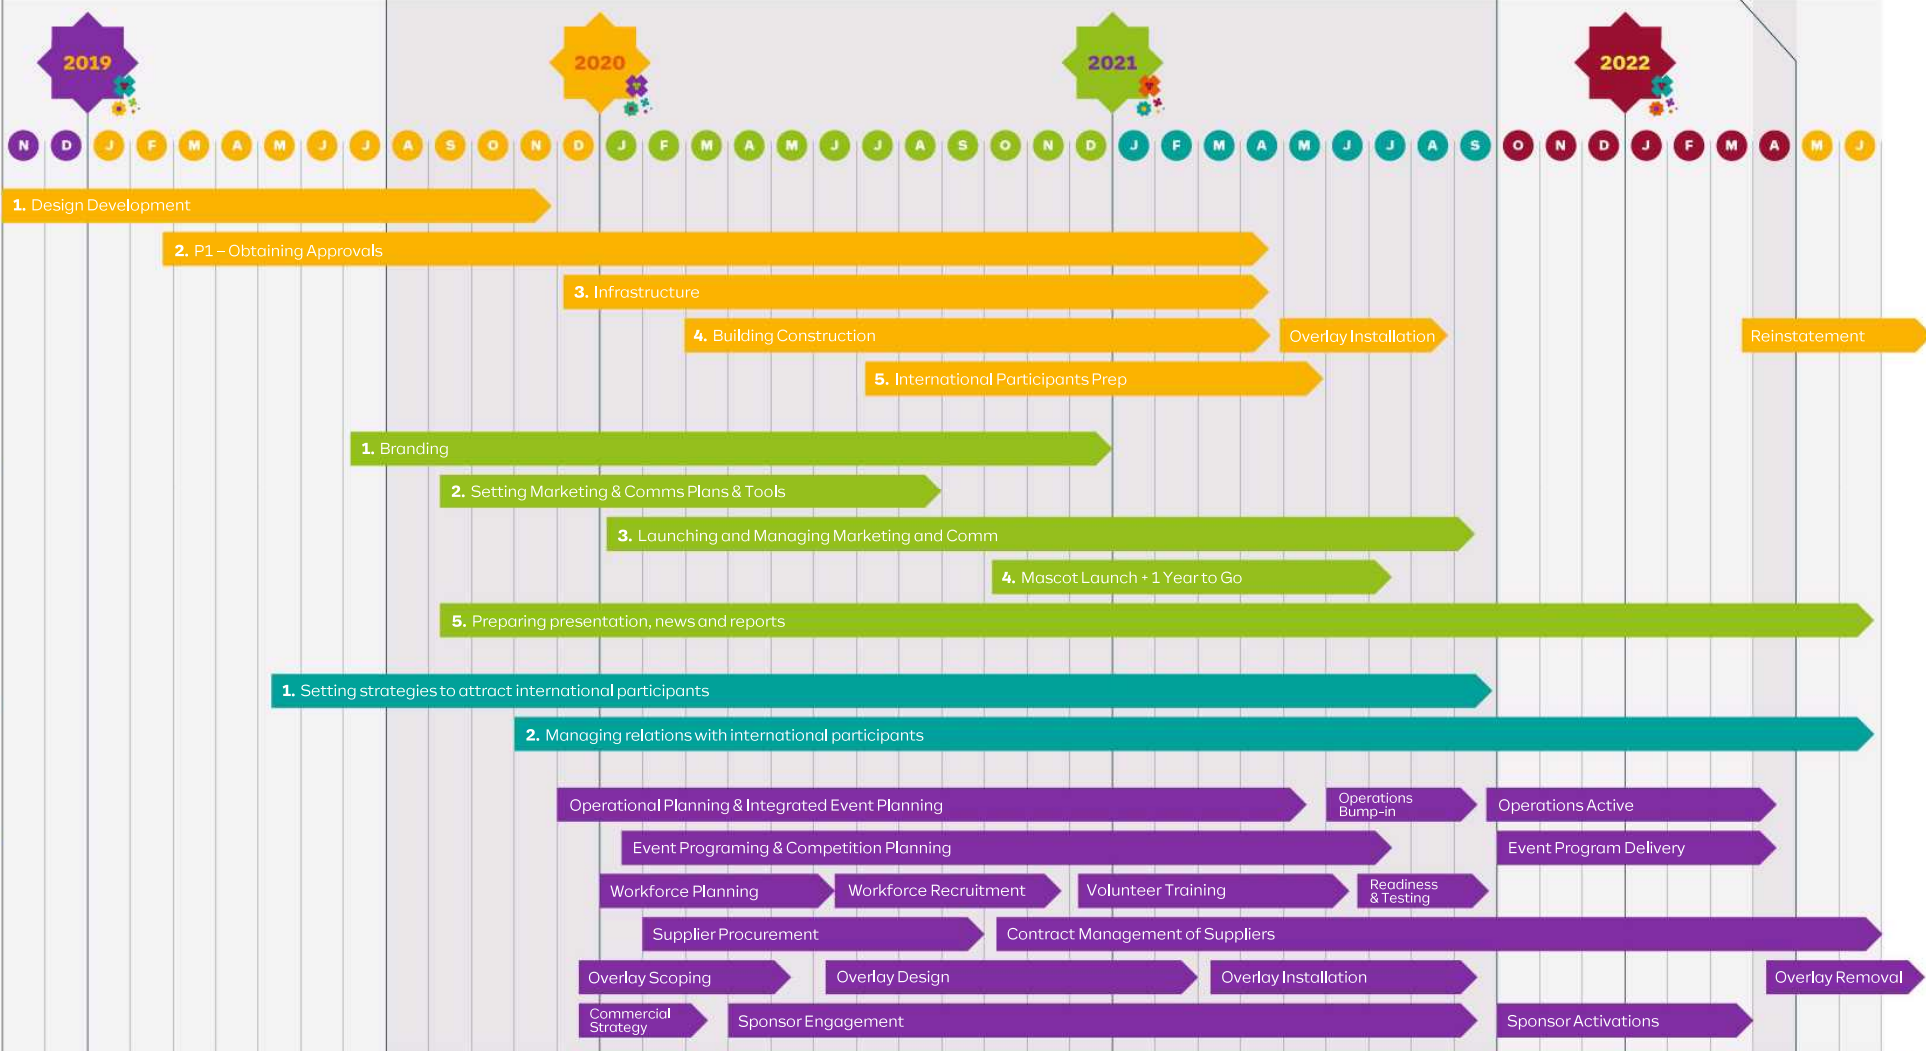 2019 2020 2021 2022
N D J F M A M J J A S O N D J F M A M J J A S O N D J F M A M J J A S O N D J F M A M J
1. Design Development
2. P1 – Obtaining Approvals
3. Infrastructure
4. Building Construction Overlay Installation Reinstatement
5. International Participants Prep
1. Branding
2. Setting Marketing & Comms Plans & Tools
3. Launching and Managing Marketing and Comm
4. Mascot Launch + 1 Year to Go
5. Preparing presentation, news and reports
1. Setting strategies to attract international participants
2. Managing relations with international participants
Operational Planning & Integrated Event Planning
Operations
Bump-in
Operations Active
Event Programing & Competition Planning Event Program Delivery
Workforce Planning Workforce Recruitment Volunteer Training
Readiness
& Testing
Supplier Procurement Contract Management of Suppliers
Overlay Scoping Overlay Design Overlay Installation Overlay Removal
Commercial
Strategy
Sponsor Engagement Sponsor Activations